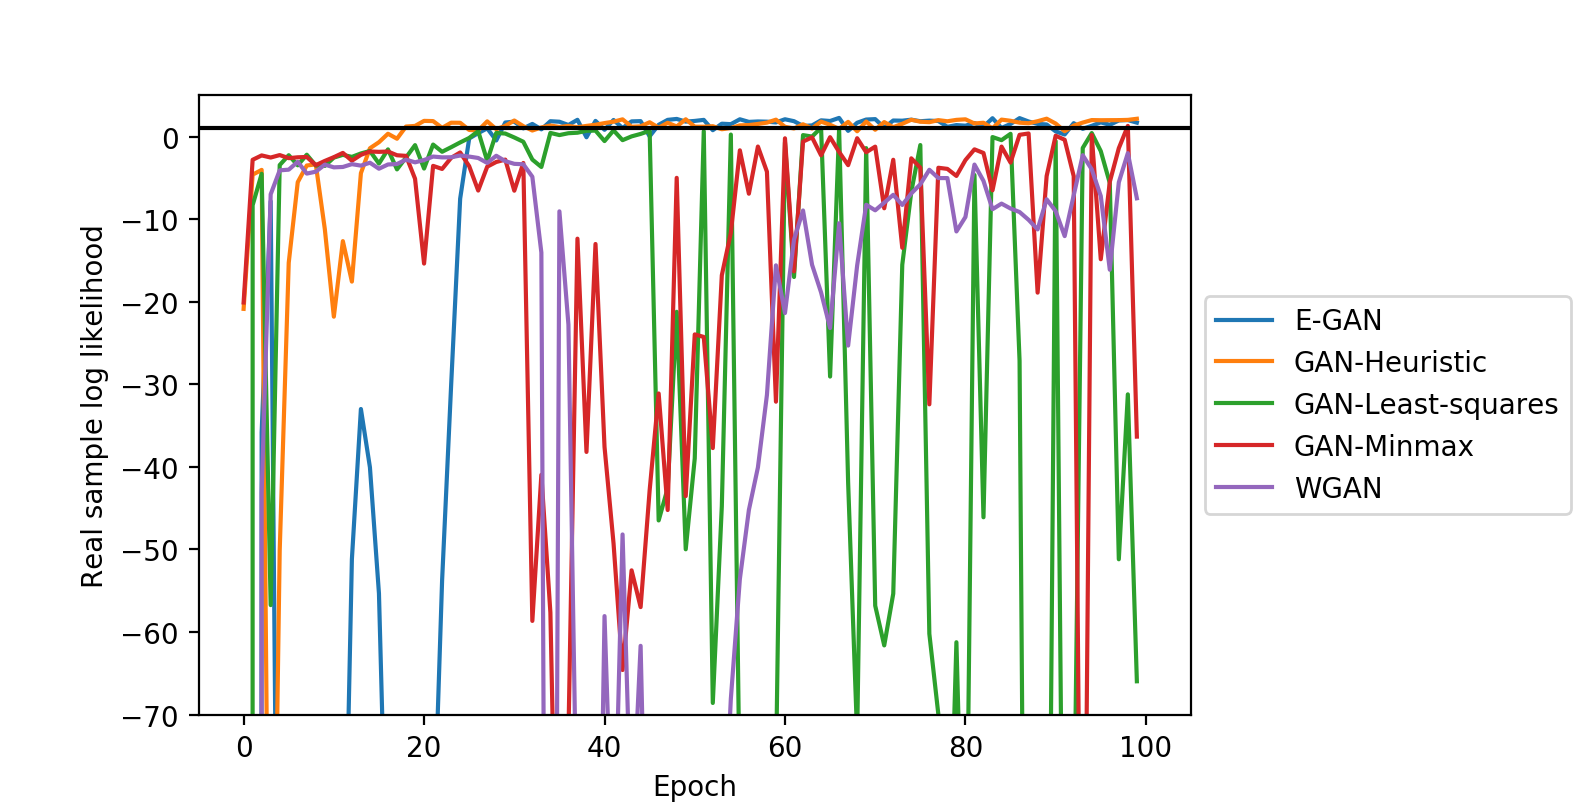 0
−10
−20
−30
−40
−50
−60
−70
Real sample log likelihood
0
20
40
60
80
100
Epoch
E-GAN
GAN-Heuristic
GAN-Least-squares
GAN-Minmax
WGAN